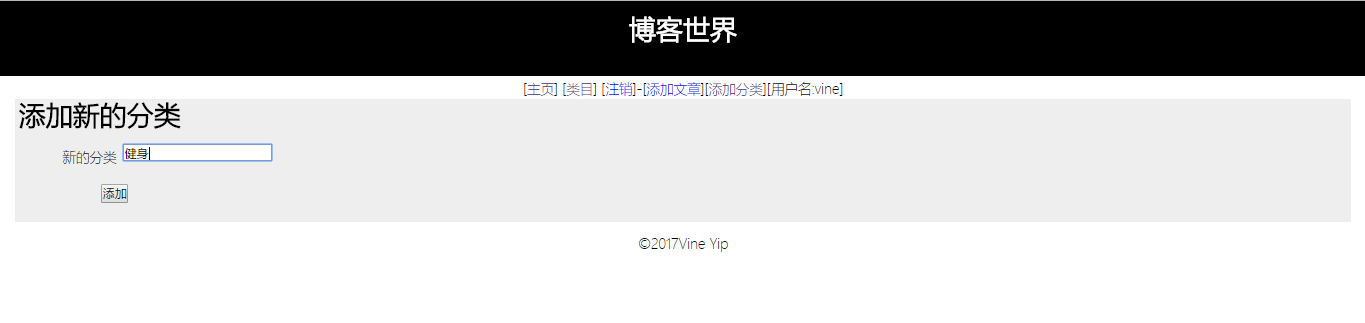 博客世界
[主页] [类目] [注销]-[添加文章][添加分类][用户名:vine]
添加新的分类
新的分类 健身
添加
©2017Vine Yip